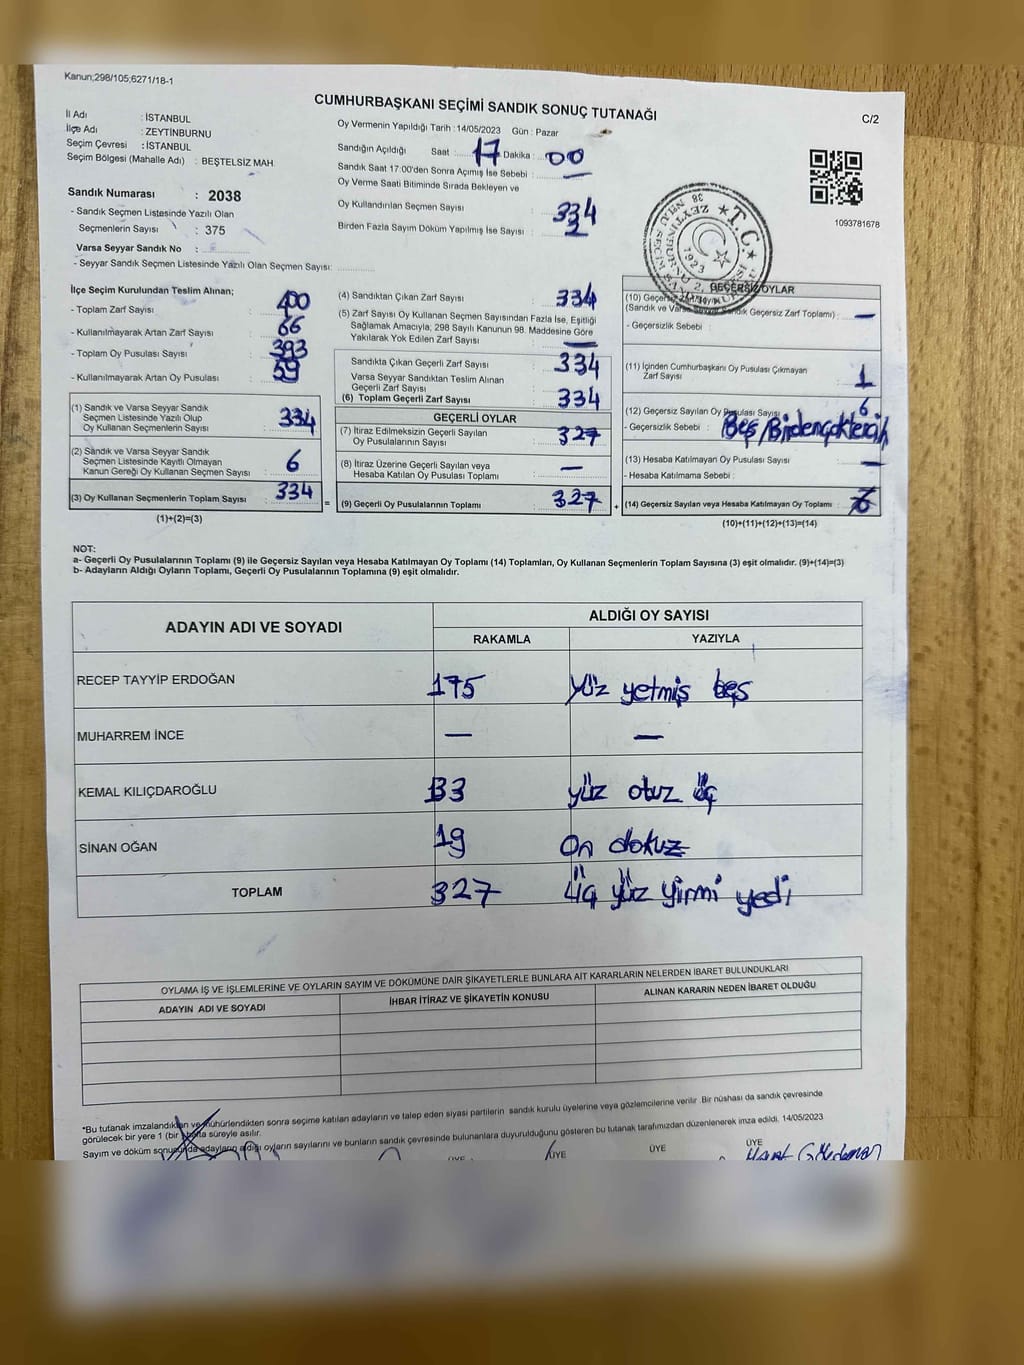 Kanun;298/105;6271/18-1
CUMHURBAŞKANI SEÇİMİ SANDIK SONUÇ TUTANAĞI
C/2
İl Adı : İSTANBUL
İlçe Adı : ZEYTİNBURNU
Seçim Çevresi : İSTANBUL
Seçim Bölgesi (Mahalle Adı) : BEŞTELSİZ MAH.
Sandık Numarası : 2038
- Sandık Seçmen Listesinde Yazılı Olan
Seçmenlerin Sayısı : 375
Varsa Seyyar Sandık No :
- Seyyar Sandık Seçmen Listesinde Yazılı Olan Seçmen Sayısı:
Oy Vermenin Yapıldığı Tarih : 14/05/2023 Gün : Pazar
Sandığın Açıldığı Saat : 17 Dakika : 00
Sandık Saat 17:00'den Sonra Açımış İse Sebebi : —
Oy Verme Saati Bitiminde Sırada Bekleyen ve
Oy Kullandırılan Seçmen Sayısı : 334
Birden Fazla Sayım Döküm Yapılmış İse Sayısı : 2
1093781678
T.C.
1923
İlçe Seçim Kurulundan Teslim Alınan;
- Toplam Zarf Sayısı : 400
- Kullanılmayarak Artan Zarf Sayısı : 66
- Toplam Oy Pusulası Sayısı : 393
- Kullanılmayarak Artan Oy Pusulası : 59
(1) Sandık ve Varsa Seyyar Sandık
Seçmen Listesinde Yazılı Olup
Oy Kullanan Seçmenlerin Sayısı : 334
(2) Sandık ve Varsa Seyyar Sandık
Seçmen Listesinde Kayıtlı Olmayan
Kanun Gereği Oy Kullanan Seçmen Sayısı : 6
(3) Oy Kullanan Seçmenlerin Toplam Sayısı : 334
(1)+(2)=(3)
(4) Sandıktan Çıkan Zarf Sayısı : 334
(5) Zarf Sayısı Oy Kullanan Seçmen Sayısından Fazla İse, Eşitliği
Sağlamak Amacıyla, 298 Sayılı Kanunun 98. Maddesine Göre
Yakılarak Yok Edilen Zarf Sayısı : —
Sandıkta Çıkan Geçerli Zarf Sayısı : 334
Varsa Seyyar Sandıktan Teslim Alınan
Geçerli Zarf Sayısı
(6) Toplam Geçerli Zarf Sayısı : 334
GEÇERLİ OYLAR
(7) İtiraz Edilmeksizin Geçerli Sayılan
Oy Pusulalarının Sayısı : 327
(8) İtiraz Üzerine Geçerli Sayılan veya
Hesaba Katılan Oy Pusulası Toplamı : —
= (9) Geçerli Oy Pusulalarının Toplamı : 327 +
GEÇERSİZ OYLAR
(10) Geçersiz
(Sandık ve Varsa Seyyar Sandık Geçersiz Zarf Toplamı) : —
- Geçersizlik Sebebi :
(11) İçinden Cumhurbaşkanı Oy Pusulası Çıkmayan
Zarf Sayısı : 1
(12) Geçersiz Sayılan Oy Pusulası Sayısı : 6
- Geçersizlik Sebebi :
(13) Hesaba Katılmayan Oy Pusulası Sayısı : —
- Hesaba Katılmama Sebebi :
(14) Geçersiz Sayılan veya Hesaba Katılmayan Oy Toplamı :
(10)+(11)+(12)+(13)=(14)
NOT:
a- Geçerli Oy Pusulalarının Toplamı (9) ile Geçersiz Sayılan veya Hesaba Katılmayan Oy Toplamı (14) Toplamları, Oy Kullanan Seçmenlerin Toplam Sayısına (3) eşit olmalıdır. (9)+(14)=(3)
b- Adayların Aldığı Oyların Toplamı, Geçerli Oy Pusulalarının Toplamına (9) eşit olmalıdır.
ADAYIN ADI VE SOYADI
ALDIĞI OY SAYISI
RAKAMLA YAZIYLA
RECEP TAYYİP ERDOĞAN 175 Yüz yetmiş beş
MUHARREM İNCE — —
KEMAL KILIÇDAROĞLU 133 yüz otuz üç
SİNAN OĞAN 19 On dokuz
TOPLAM 327 üç yüz yirmi yedi
OYLAMA İŞ VE İŞLEMLERİNE VE OYLARIN SAYIM VE DÖKÜMÜNE DAİR ŞİKAYETLERLE BUNLARA AİT KARARLARIN NELERDEN İBARET BULUNDUKLARI
ADAYIN ADI VE SOYADI İHBAR İTİRAZ VE ŞİKAYETİN KONUSU ALINAN KARARIN NEDEN İBARET OLDUĞU
*Bu tutanak imzalandıktan ve mühürlendikten sonra seçime katılan adayların ve talep eden siyasi partilerin sandık kurulu üyelerine veya gözlemcilerine verilir .Bir nüshası da sandık çevresinde
görülecek bir yere 1 (bir) hafta süreyle asılır.
Sayım ve döküm sonucunda adayların aldığı oyların sayılarını ve bunların sandık çevresinde bulunanlara duyurulduğunu gösteren bu tutanak tarafımızdan düzenlenerek imza edildi. 14/05/2023
ÜYE ÜYE ÜYE ÜYE